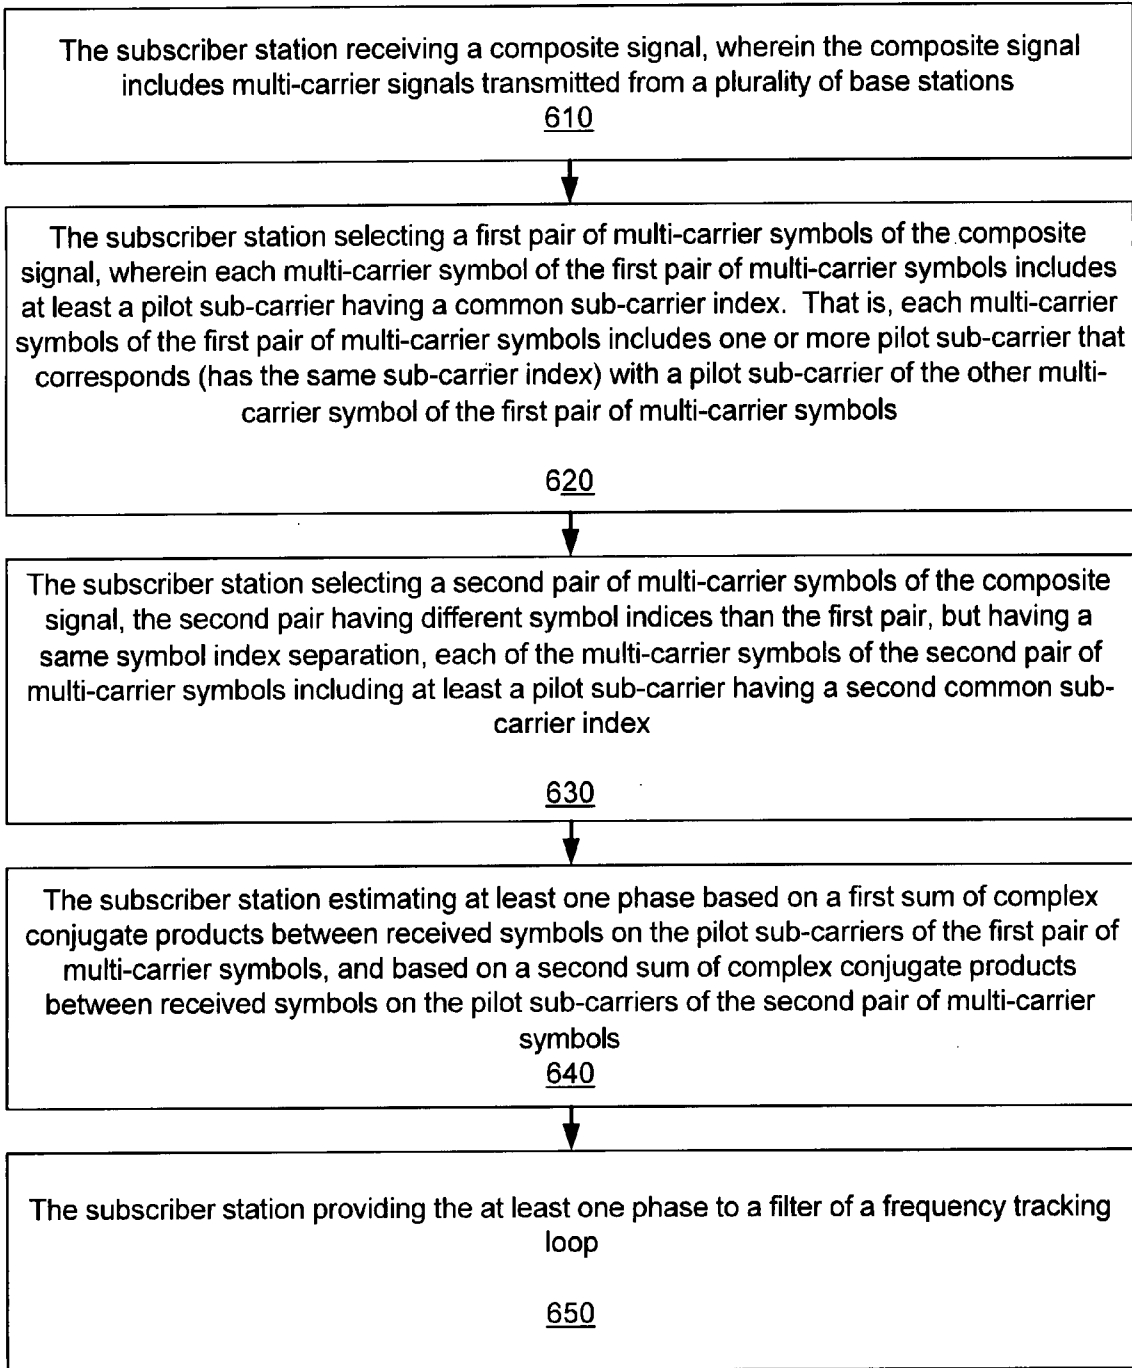 The subscriber station receiving a composite signal, wherein the composite signal
includes multi-carrier signals transmitted from a plurality of base stations
610
The subscriber station selecting a first pair of multi-carrier symbols of the composite
signal, wherein each multi-carrier symbol of the first pair of multi-carrier symbols includes
at least a pilot sub-carrier having a common sub-carrier index. That is, each multi-carrier
symbols of the first pair of multi-carrier symbols includes one or more pilot sub-carrier that
corresponds (has the same sub-carrier index) with a pilot sub-carrier of the other multi-
carrier symbol of the first pair of multi-carrier symbols
620
The subscriber station selecting a second pair of multi-carrier symbols of the composite
signal, the second pair having different symbol indices than the first pair, but having a
same symbol index separation, each of the multi-carrier symbols of the second pair of
multi-carrier symbols including at least a pilot sub-carrier having a second common sub-
carrier index
630
The subscriber station estimating at least one phase based on a first sum of complex
conjugate products between received symbols on the pilot sub-carriers of the first pair of
multi-carrier symbols, and based on a second sum of complex conjugate products
between received symbols on the pilot sub-carriers of the second pair of multi-carrier
symbols
640
The subscriber station providing the at least one phase to a filter of a frequency tracking
loop
650